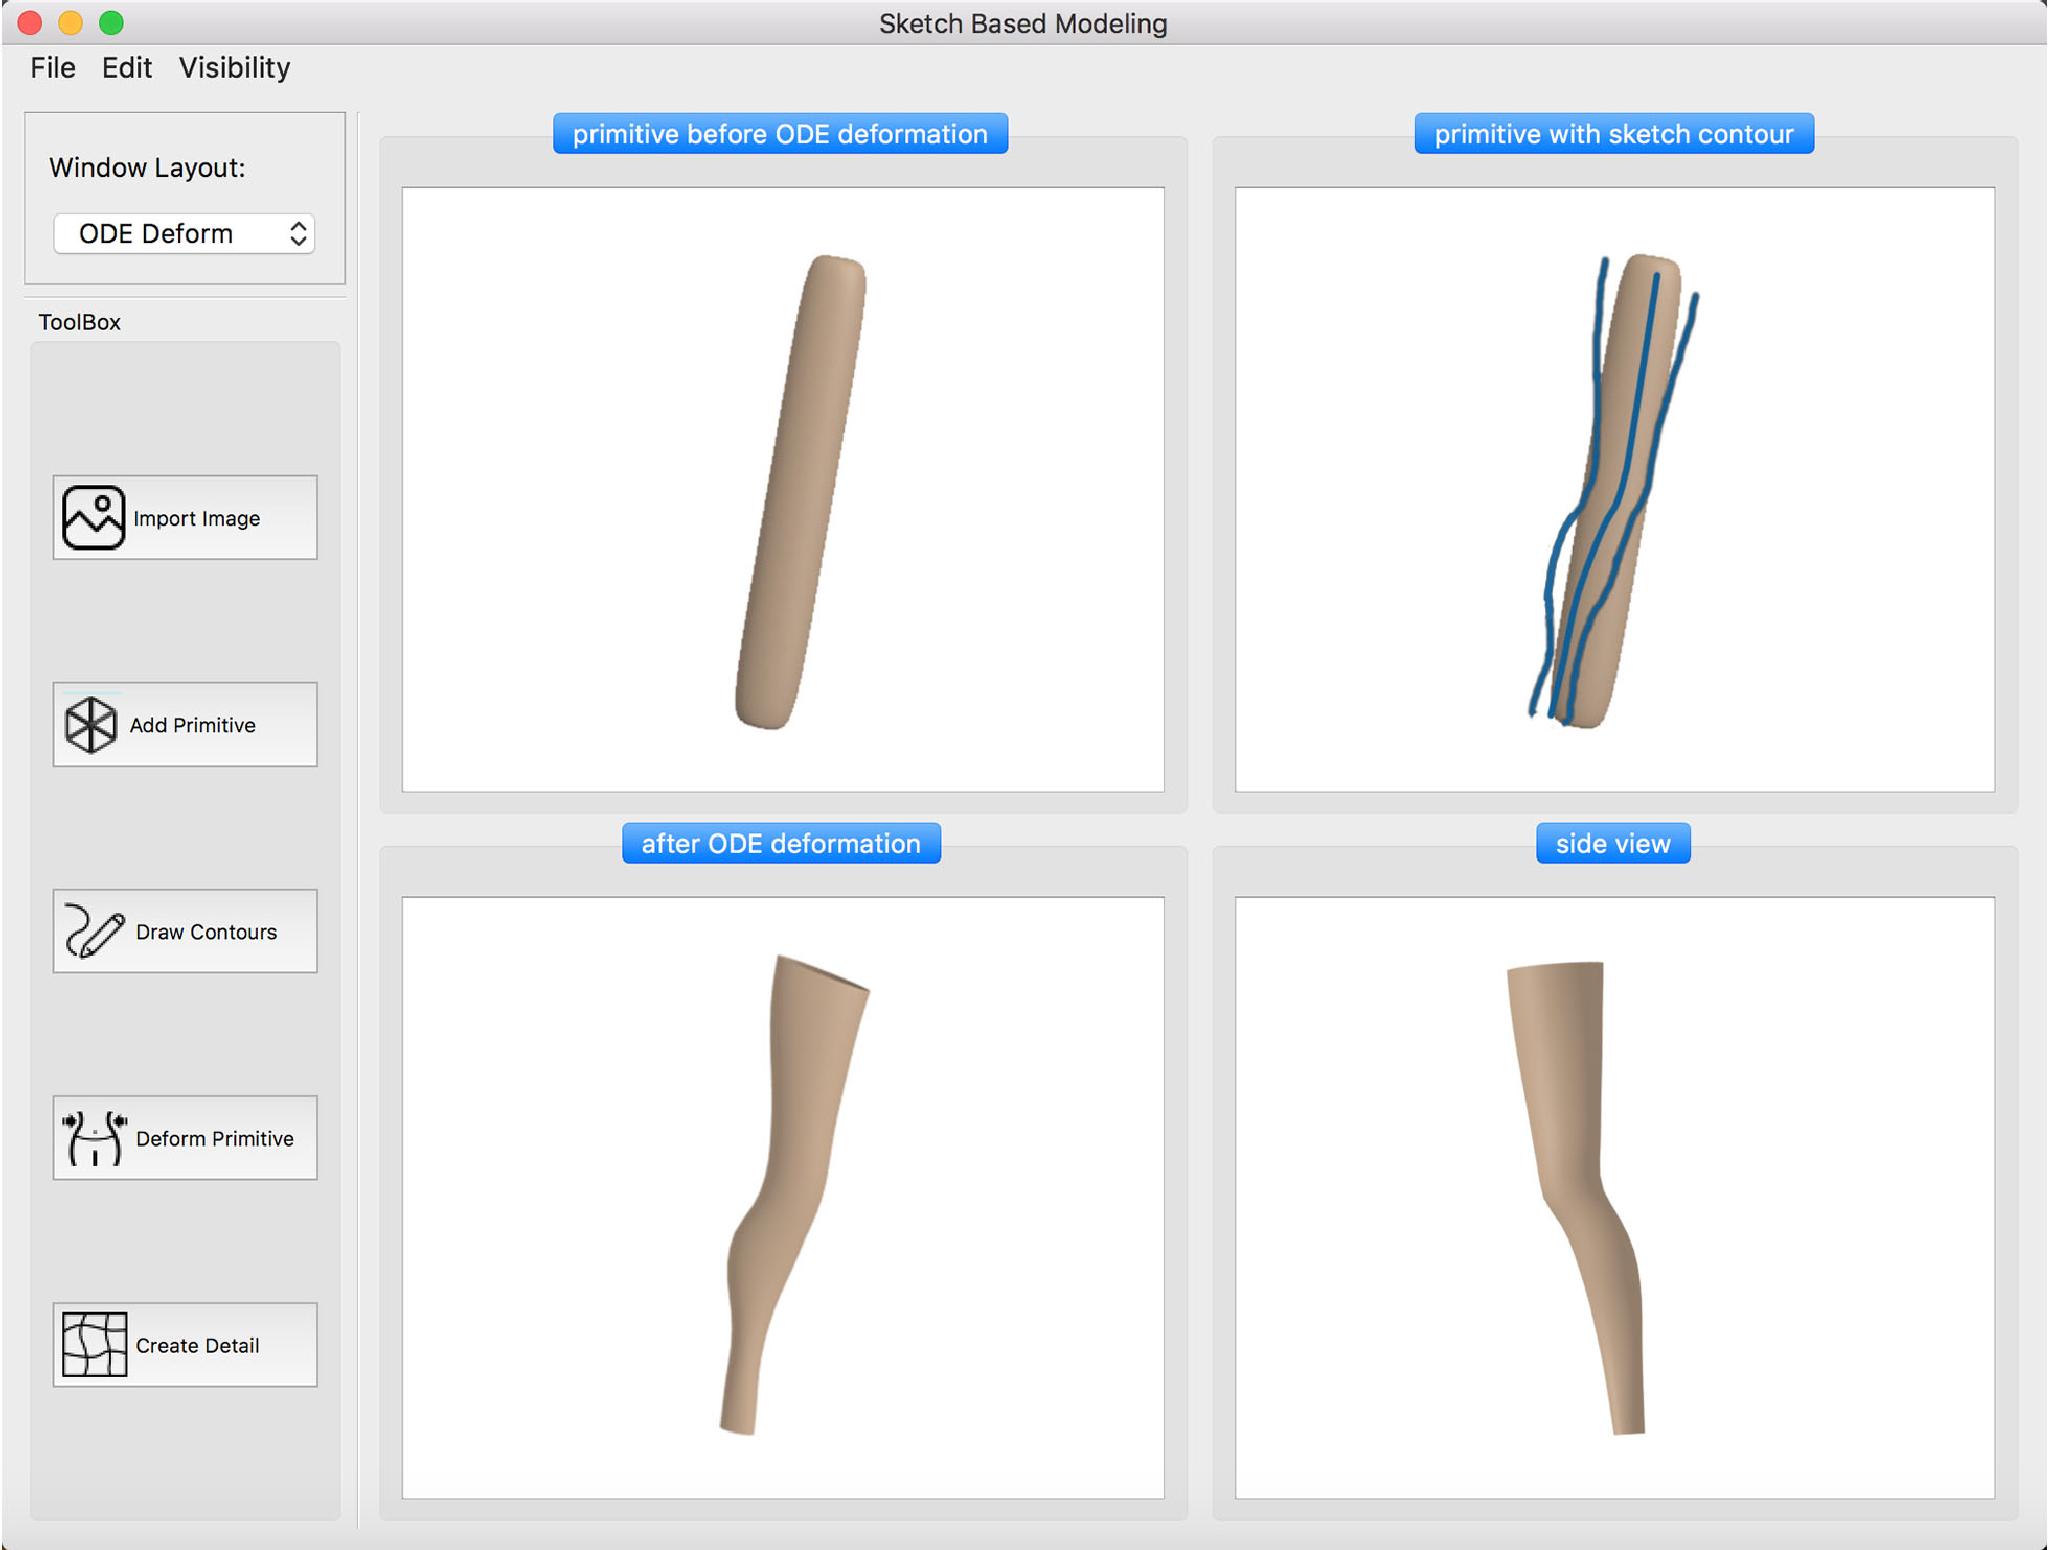 Sketch Based Modeling
File Edit Visibility
Window Layout:
ODE Deform
ToolBox
Import Image
Add Primitive
Draw Contours
Deform Primitive
Create Detail
primitive before ODE deformation
primitive with sketch contour
after ODE deformation
side view